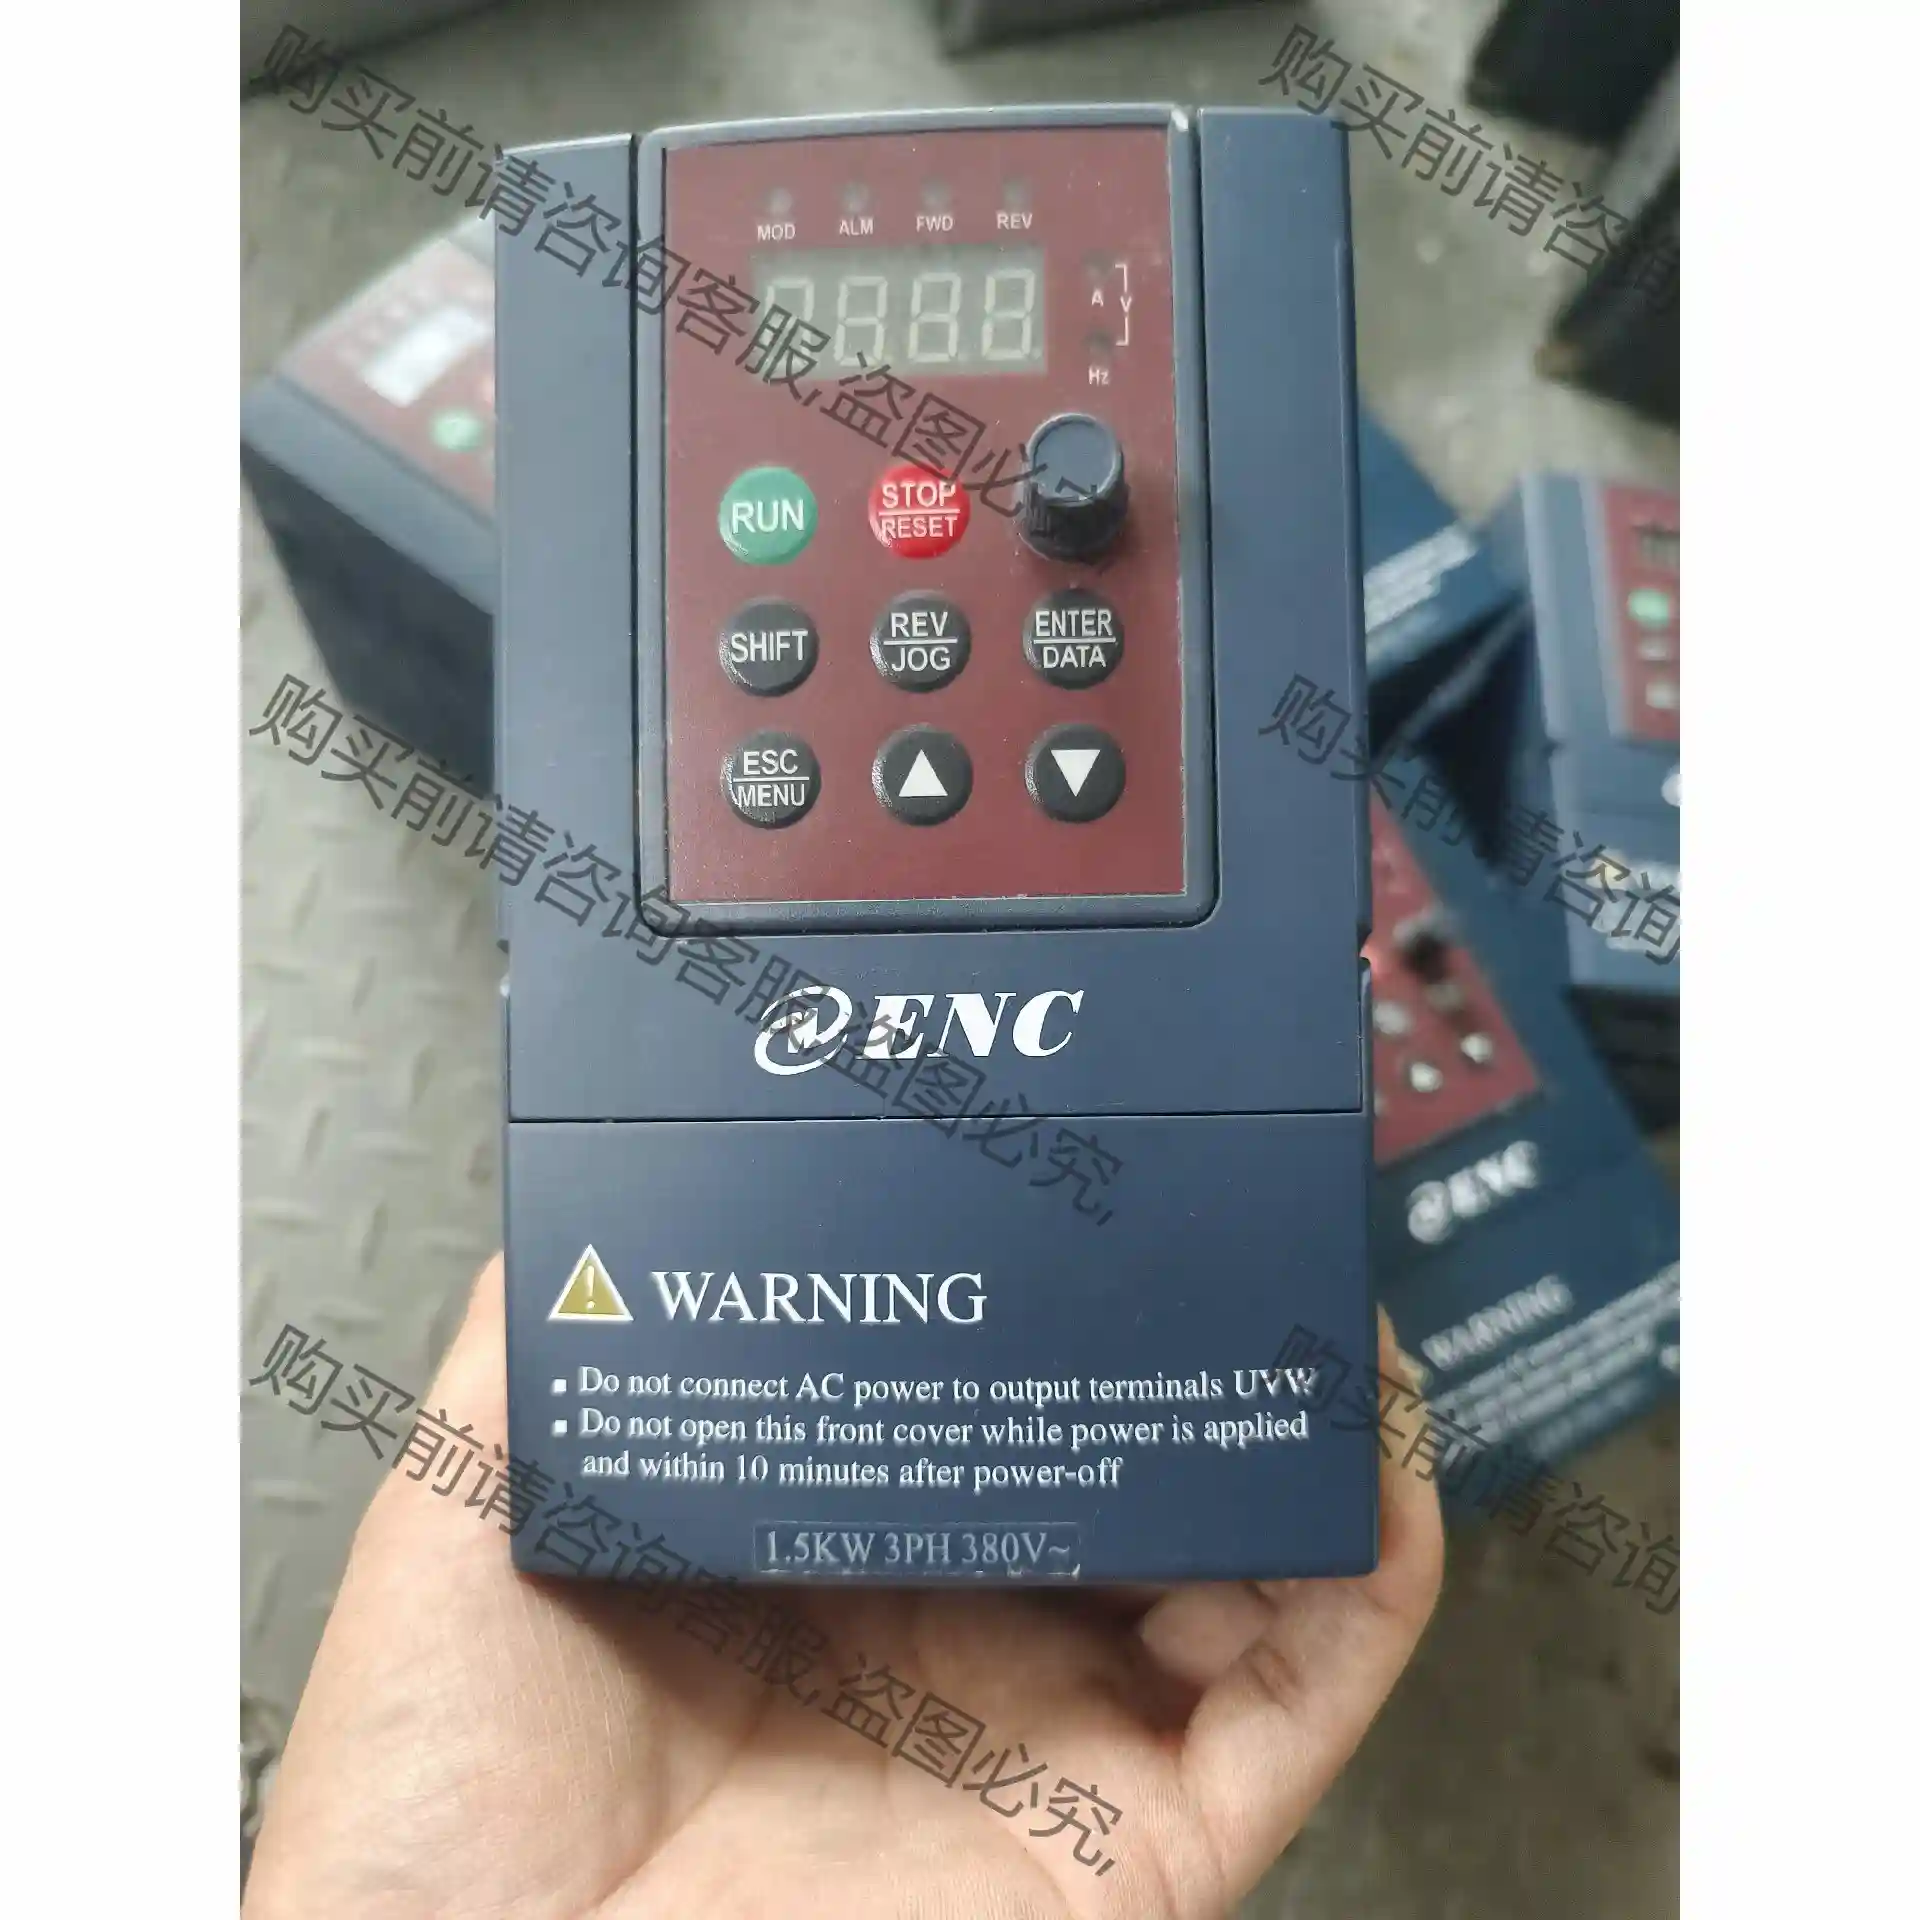 购买前请咨询客服,盗图必究,
购买前请咨询
MOD ALM FWD REV
A
V
Hz
RUN
STOP
RESET
SHIFT
REV
JOG
ENTER
DATA
ESC
MENU
ENC
购买前请咨询客服,盗图必究,
购买前请咨询
WARNING
Do not connect AC power to output terminals UVW
Do not open this front cover while power is applied
and within 10 minutes after power-off
1.5KW 3PH 380V~
ENC
WARNING
购买前请咨询客服,盗图必究,
购买前请咨询